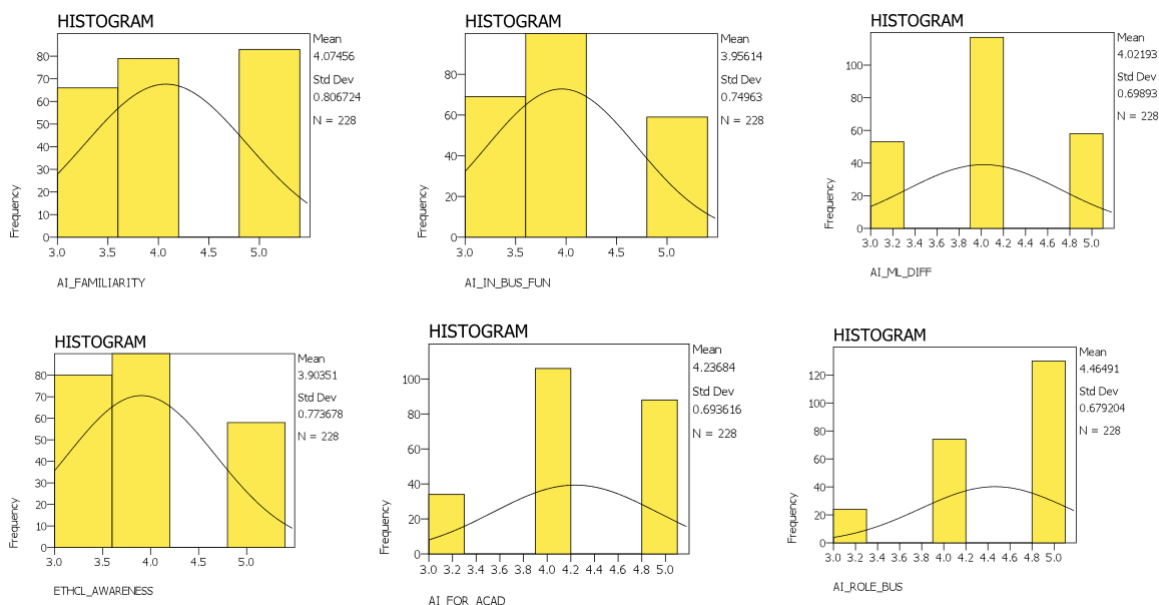 HISTOGRAM
Mean
4.07456
Std Dev
0.806724
N = 228
80
70
60
50
40
30
20
10
0
Frequency
3.0 3.5 4.0 4.5 5.0
AI_FAMILIARITY
HISTOGRAM
Mean
3.95614
Std Dev
0.74963
N = 228
100
80
60
40
20
0
Frequency
3.0 3.5 4.0 4.5 5.0
AI_IN_BUS_FUN
HISTOGRAM
Mean
4.02193
Std Dev
0.69893
N = 228
100
80
60
40
20
0
Frequency
3.0 3.2 3.4 3.6 3.8 4.0 4.2 4.4 4.6 4.8 5.0
AI_ML_DIFF
HISTOGRAM
Mean
3.90351
Std Dev
0.773678
N = 228
80
70
60
50
40
30
20
10
0
Frequency
3.0 3.5 4.0 4.5 5.0
ETHCL_AWARENESS
HISTOGRAM
Mean
4.23684
Std Dev
0.693616
N = 228
100
80
60
40
20
0
Frequency
3.0 3.2 3.4 3.6 3.8 4.0 4.2 4.4 4.6 4.8 5.0
AI_FOR_ACAD
HISTOGRAM
Mean
4.46491
Std Dev
0.679204
N = 228
120
100
80
60
40
20
0
Frequency
3.0 3.2 3.4 3.6 3.8 4.0 4.2 4.4 4.6 4.8 5.0
AI_ROLE_BUS